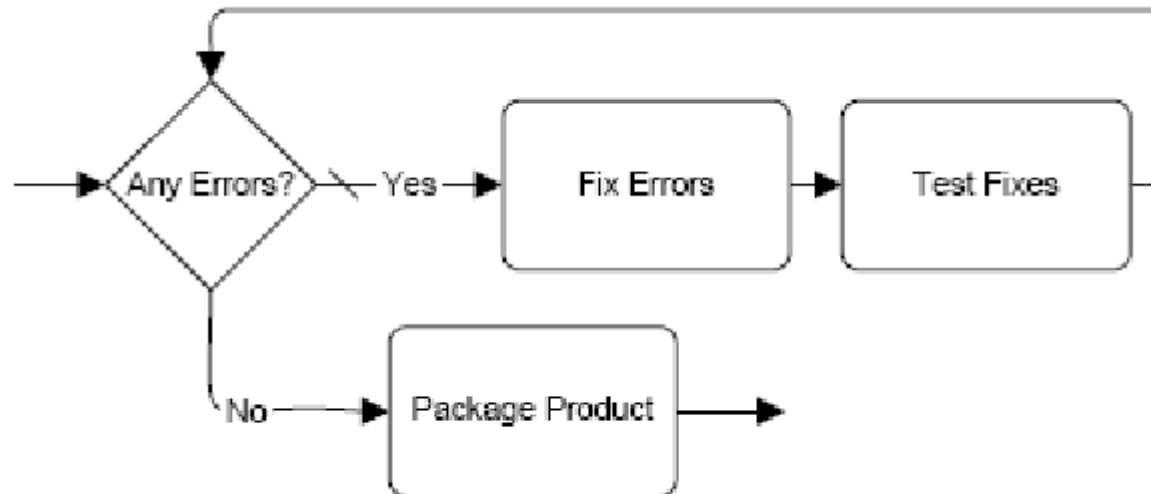 Any Errors?
Yes
Fix Errors
Test Fixes
No
Package Product